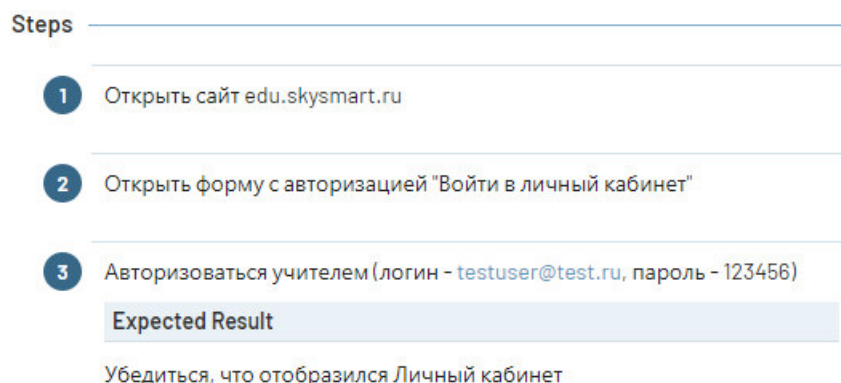 Steps
1 Открыть сайт edu.skysmart.ru
2 Открыть форму с авторизацией "Войти в личный кабинет"
3 Авторизоваться учителем (логин - testuser@test.ru, пароль - 123456)
Expected Result
Убедиться, что отобразился Личный кабинет